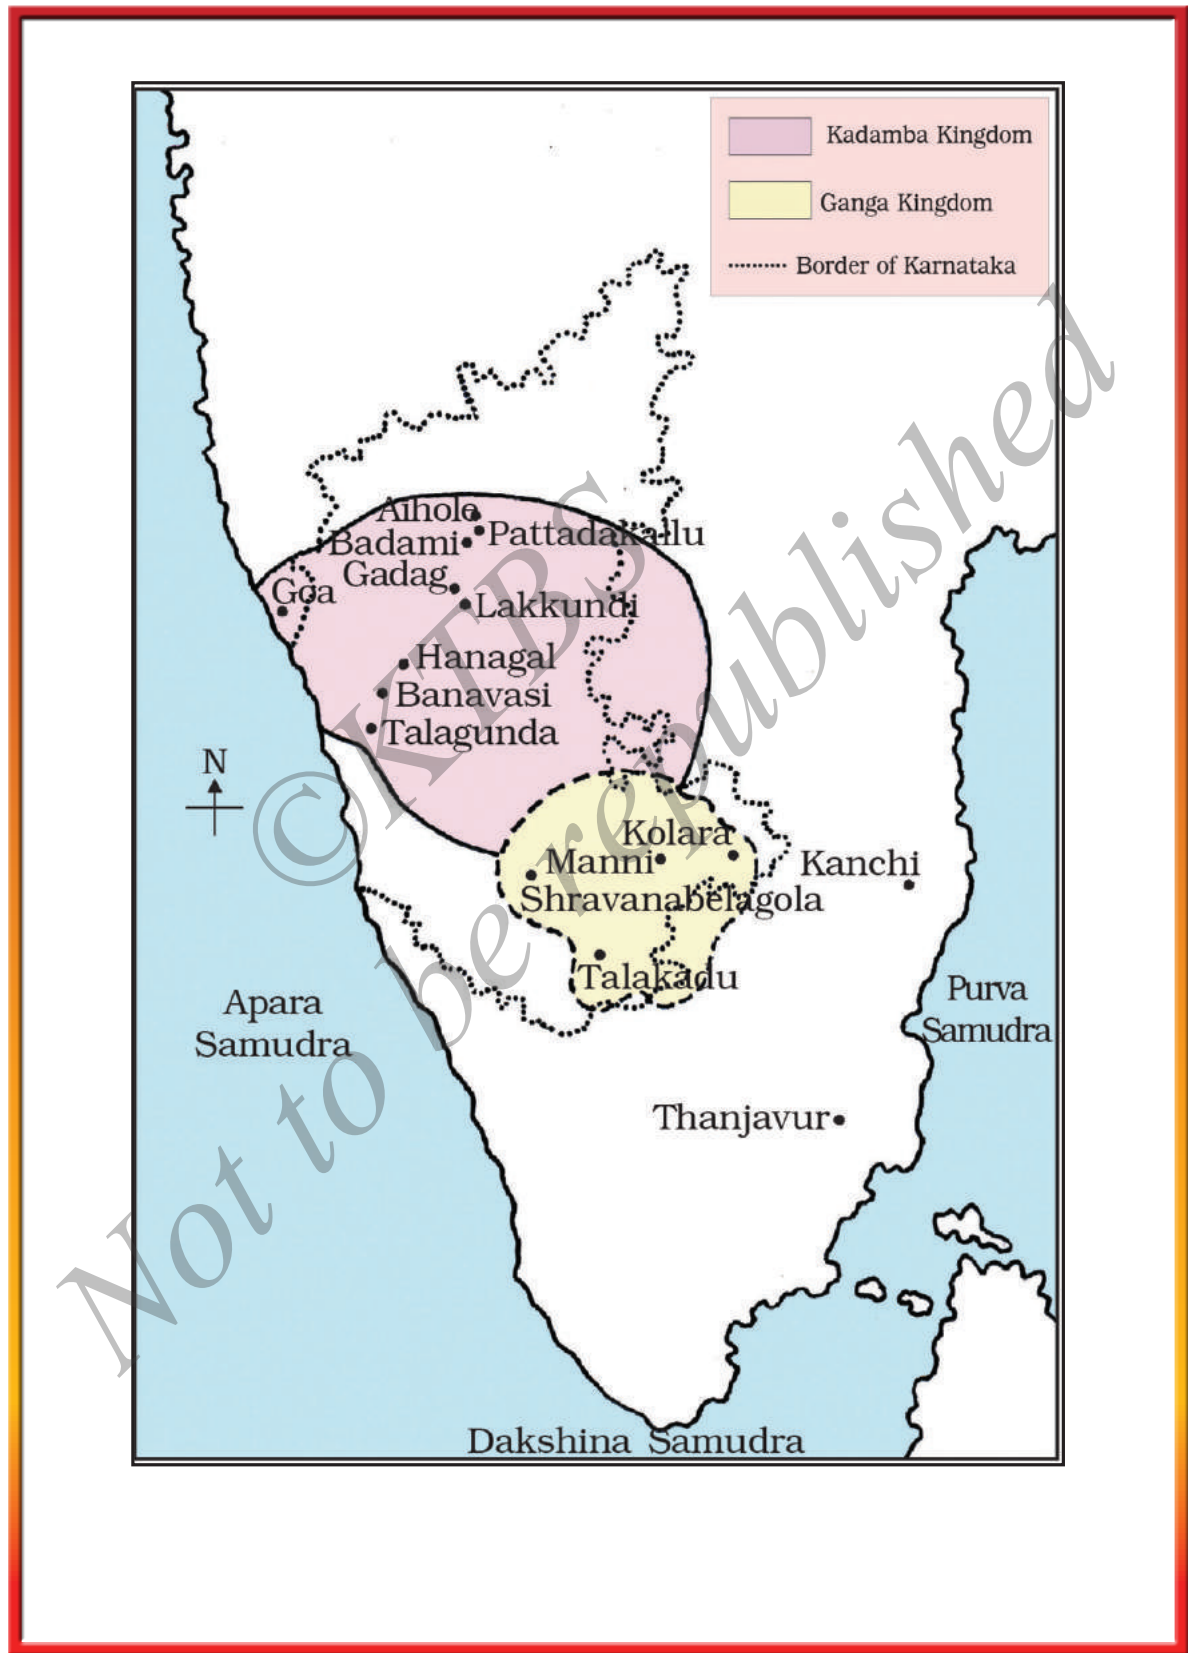 Kadamba Kingdom
Ganga Kingdom
Border of Karnataka
Aihole
Pattadakallu
Badami
Gadag
Goa
Lakkundi
Hanagal
Banavasi
Talagunda
N
Kolara
Manni
Kanchi
Shravanabelagola
Talakadu
Apara
Samudra
Purva
Samudra
Thanjavur
Dakshina Samudra
©KTBS
Not to be republished